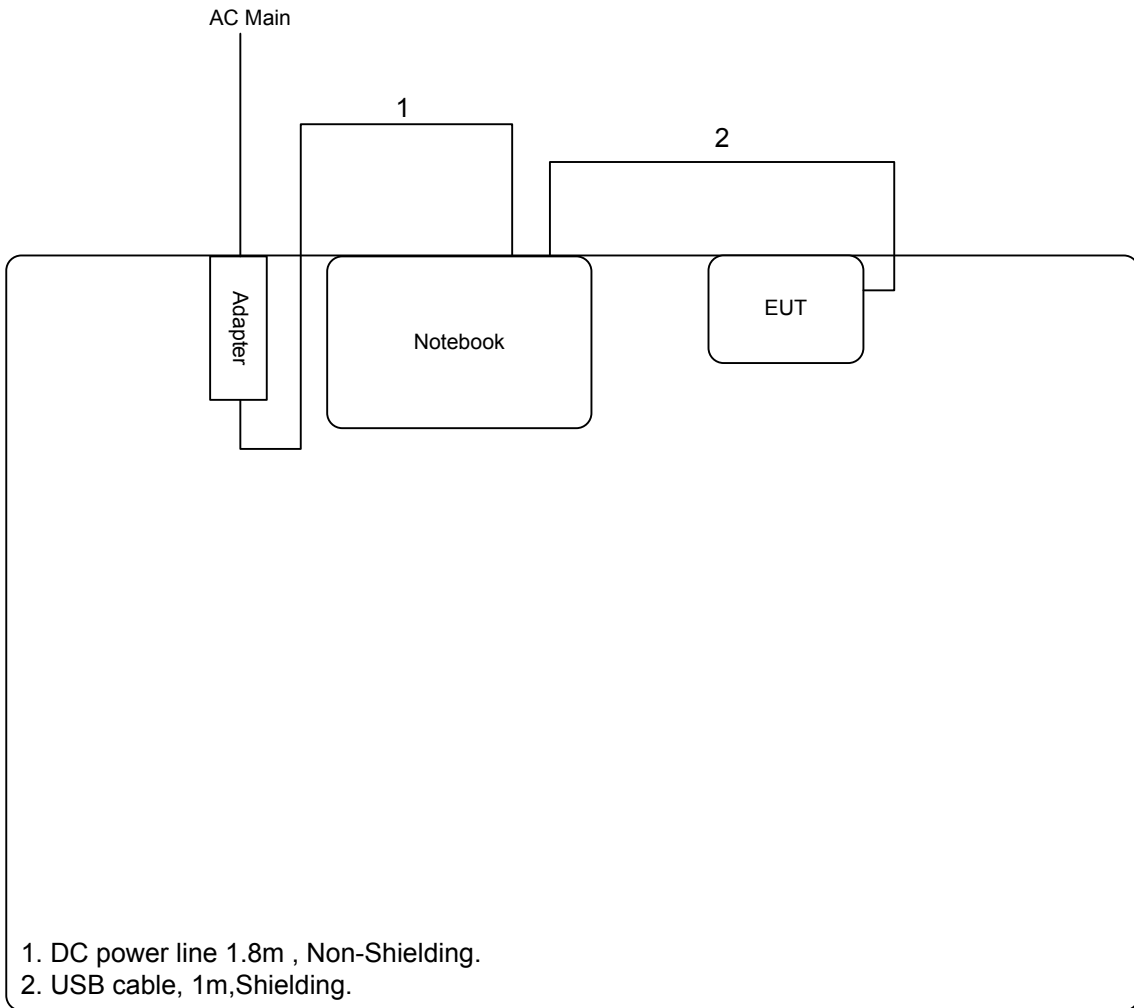 AC Main
1
2
Adapter
Notebook
EUT
1. DC power line 1.8m , Non-Shielding.
2. USB cable, 1m,Shielding.